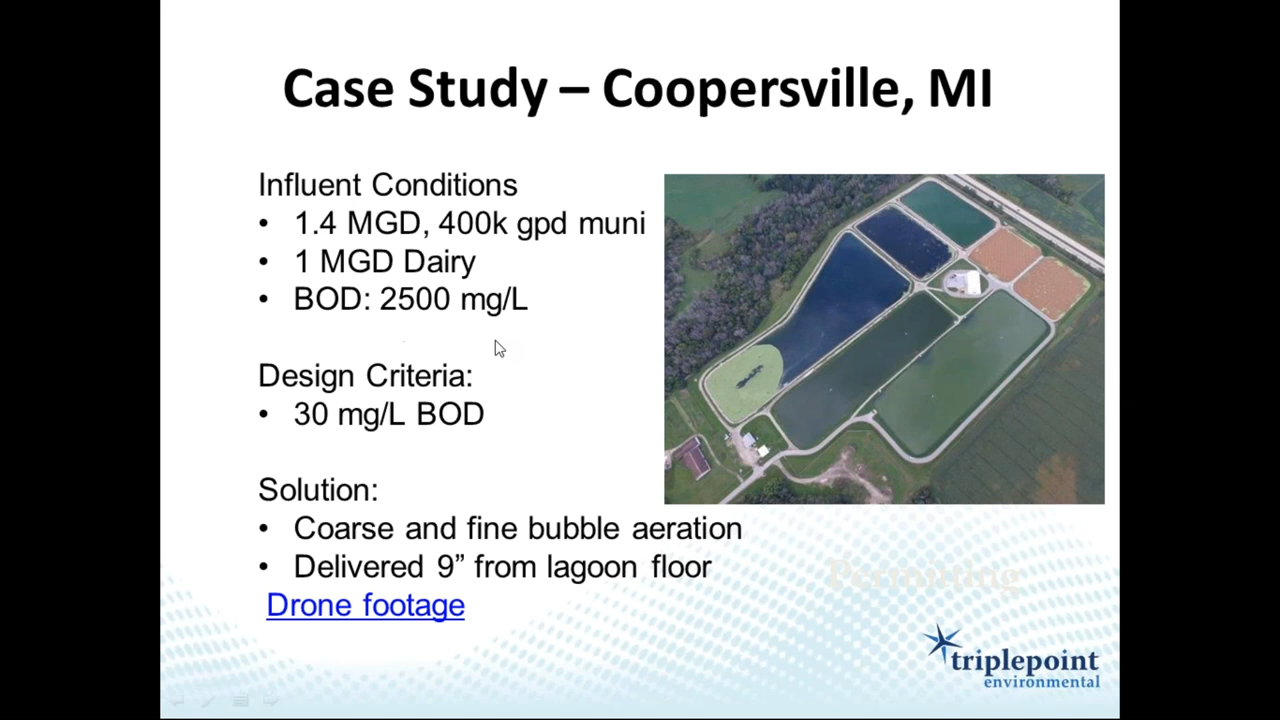 Case Study – Coopersville, MI
Influent Conditions
• 1.4 MGD, 400k gpd muni
• 1 MGD Dairy
• BOD: 2500 mg/L
Design Criteria:
• 30 mg/L BOD
Solution:
• Coarse and fine bubble aeration
• Delivered 9” from lagoon floor
Drone footage
Permitting
triplepoint
environmental